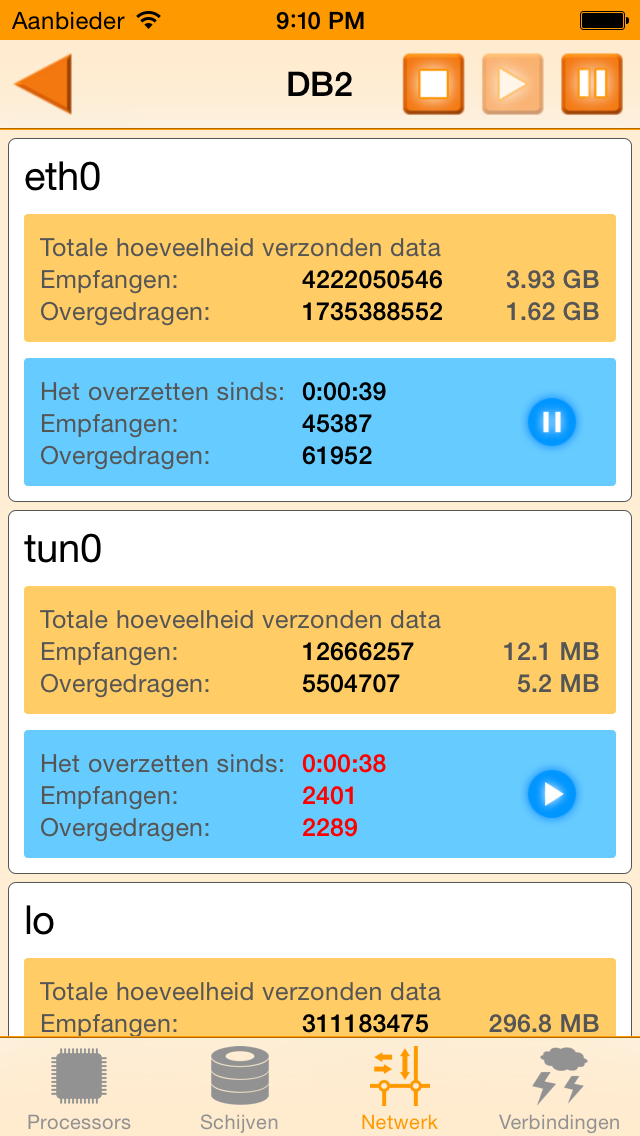 Aanbieder 9:10 PM
DB2
eth0
Totale hoeveelheid verzonden data
Empfangen: 4222050546 3.93 GB
Overgedragen: 1735388552 1.62 GB
Het overzetten sinds: 0:00:39
Empfangen: 45387
Overgedragen: 61952
tun0
Totale hoeveelheid verzonden data
Empfangen: 12666257 12.1 MB
Overgedragen: 5504707 5.2 MB
Het overzetten sinds: 0:00:38
Empfangen: 2401
Overgedragen: 2289
lo
Totale hoeveelheid verzonden data
Empfangen: 311183475 296.8 MB
Processors Schijven Netwerk Verbindingen